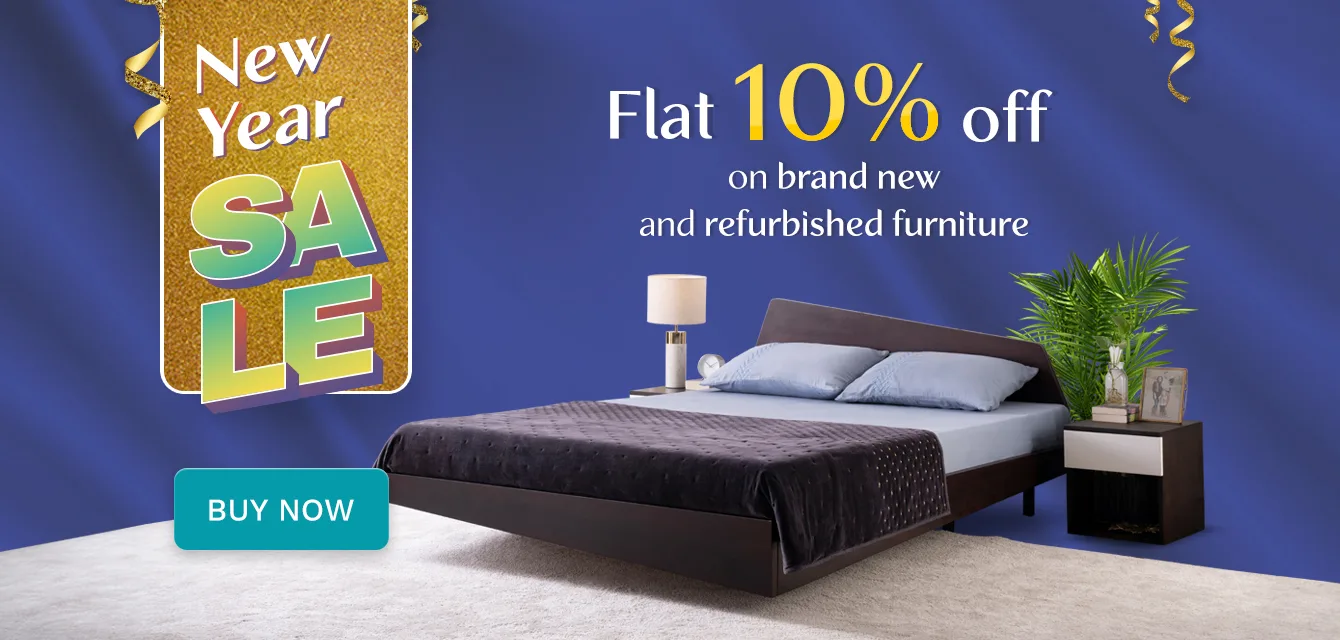 New
Year
SA
LE
Flat 10% off
on brand new
and refurbished furniture
BUY NOW